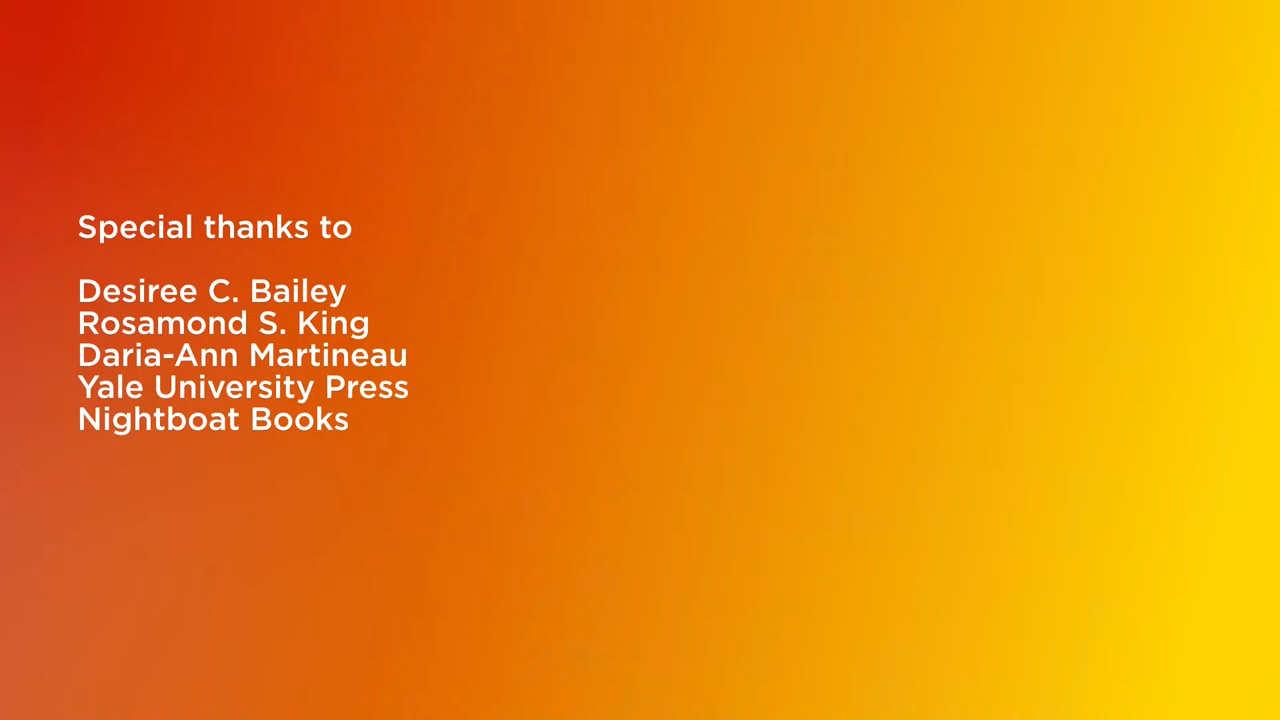 Special thanks to
Desiree C. Bailey
Rosamond S. King
Daria-Ann Martineau
Yale University Press
Nightboat Books